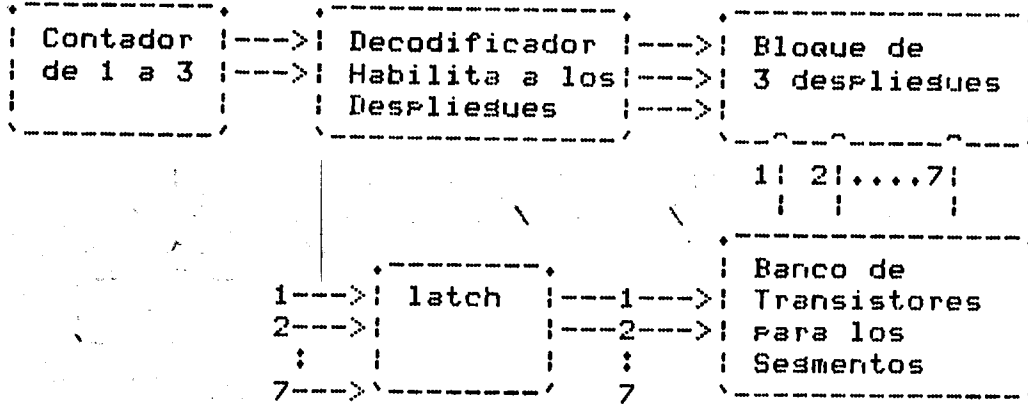 Contador ---> Decodificador ---> Bloque de
de 1 a 3 ---> Habilita a los ---> 3 despliegues
Despliegues --->
1 2 .... 7
Banco de
1---> latch ---1---> Transistores
2---> ---2---> para los
: : Segmentos
7---> 7